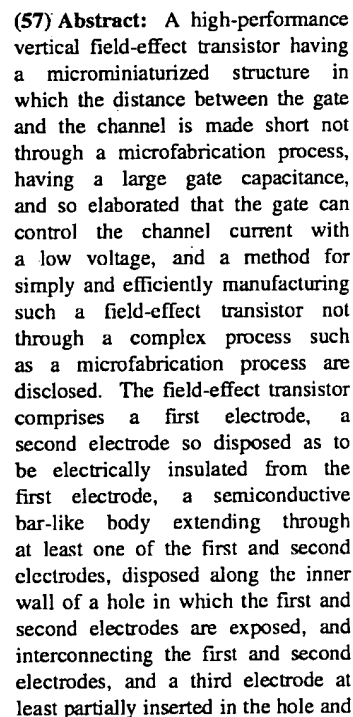 (57) Abstract: A high-performance
vertical field-effect transistor having
a microminiaturized structure in
which the distance between the gate
and the channel is made short not
through a microfabrication process,
having a large gate capacitance,
and so elaborated that the gate can
control the channel current with
a low voltage, and a method for
simply and efficiently manufacturing
such a field-effect transistor not
through a complex process such
as a microfabrication process are
disclosed. The field-effect transistor
comprises a first electrode, a
second electrode so disposed as to
be electrically insulated from the
first electrode, a semiconductive
bar-like body extending through
at least one of the first and second
electrodes, disposed along the inner
wall of a hole in which the first and
second electrodes are exposed, and
interconnecting the first and second
electrodes, and a third electrode at
least partially inserted in the hole and